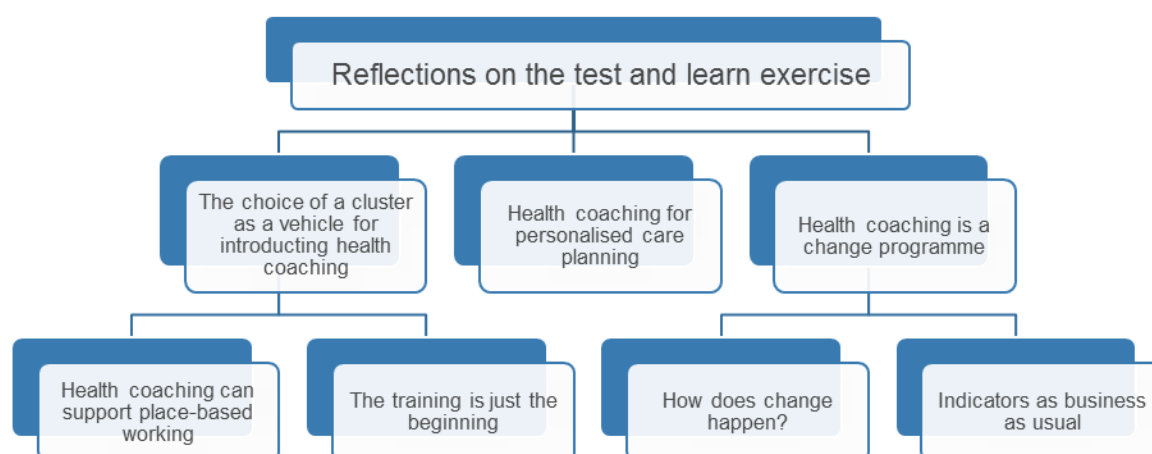 Reflections on the test and learn exercise
The choice of a cluster
as a vehicle for
introducting health
coaching
Health coaching for
personalised care
planning
Health coaching is a
change programme
Health coaching can
support place-based
working
The training is just the
beginning
How does change
happen?
Indicators as business
as usual